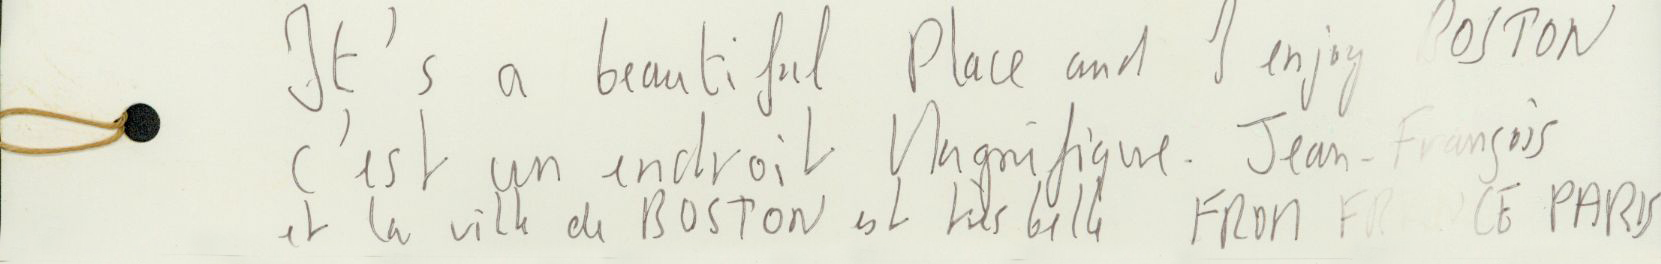 It's a beautiful Place and I enjoy BOSTON
c'est un endroit Magnifique. Jean-François
et la ville de BOSTON est très belle FROM FRANCE PARIS